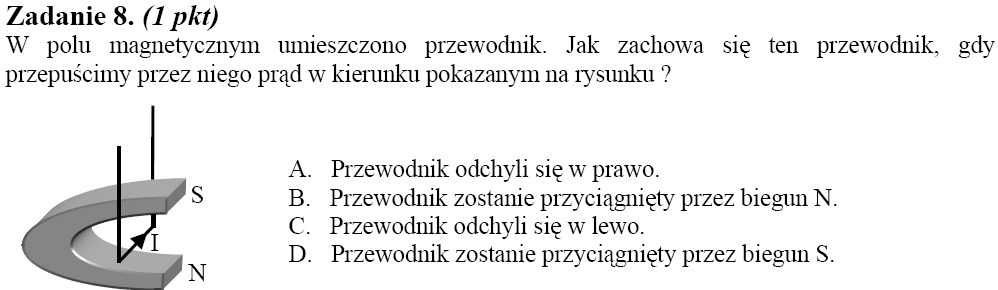 Zadanie 8. (1 pkt)
W polu magnetycznym umieszczono przewodnik. Jak zachowa się ten przewodnik, gdy
przepuścimy przez niego prąd w kierunku pokazanym na rysunku ?
A. Przewodnik odchyli się w prawo.
B. Przewodnik zostanie przyciągnięty przez biegun N.
C. Przewodnik odchyli się w lewo.
D. Przewodnik zostanie przyciągnięty przez biegun S.
S
I
N